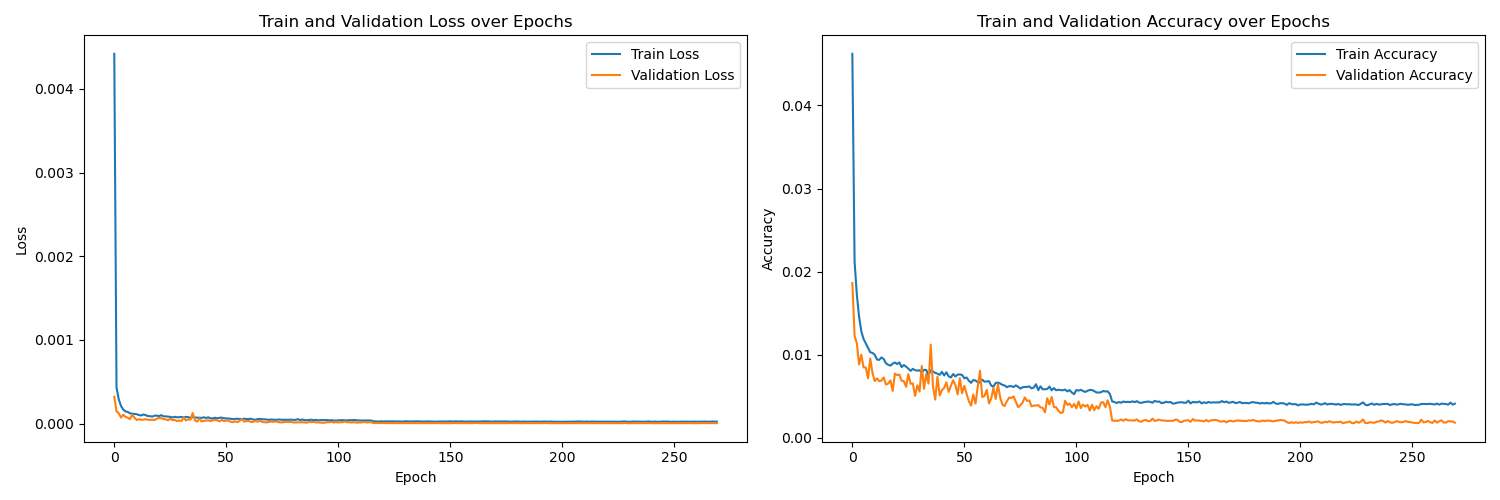 Train and Validation Loss over Epochs
Train Loss
Validation Loss
0.004
0.003
0.002
0.001
0.000
Loss
0
50
100
150
200
250
Epoch
Train and Validation Accuracy over Epochs
Train Accuracy
Validation Accuracy
0.04
0.03
0.02
0.01
0.00
Accuracy
0
50
100
150
200
250
Epoch